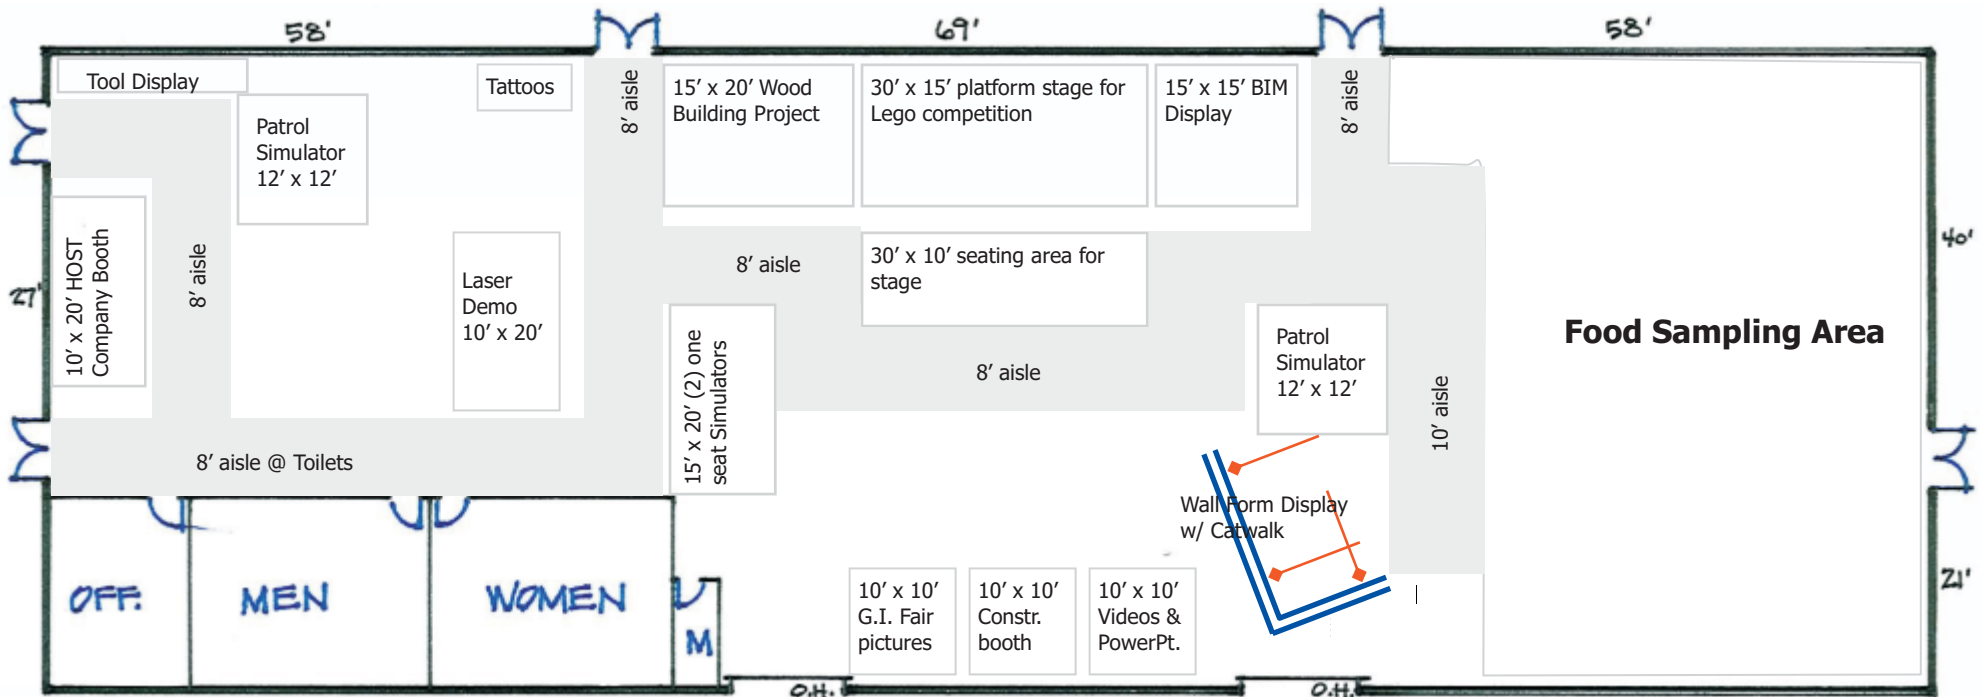 58'
69'
58'
Tool Display
Tattoos
8' aisle
15' x 20' Wood
Building Project
30' x 15' platform stage for
Lego competition
15' x 15' BIM
Display
8' aisle
Patrol
Simulator
12' x 12'
10' x 20' HOST
Company Booth
8' aisle
27'
Laser
Demo
10' x 20'
8' aisle
30' x 10' seating area for
stage
40'
Food Sampling Area
15' x 20' (2) one
seat Simulators
8' aisle
Patrol
Simulator
12' x 12'
10' aisle
8' aisle @ Toilets
Wall Form Display
w/ Catwalk
OFF.
MEN
WOMEN
M
10' x 10'
G.I. Fair
pictures
10' x 10'
Constr.
booth
10' x 10'
Videos &
PowerPt.
21'
O.H.
O.H.